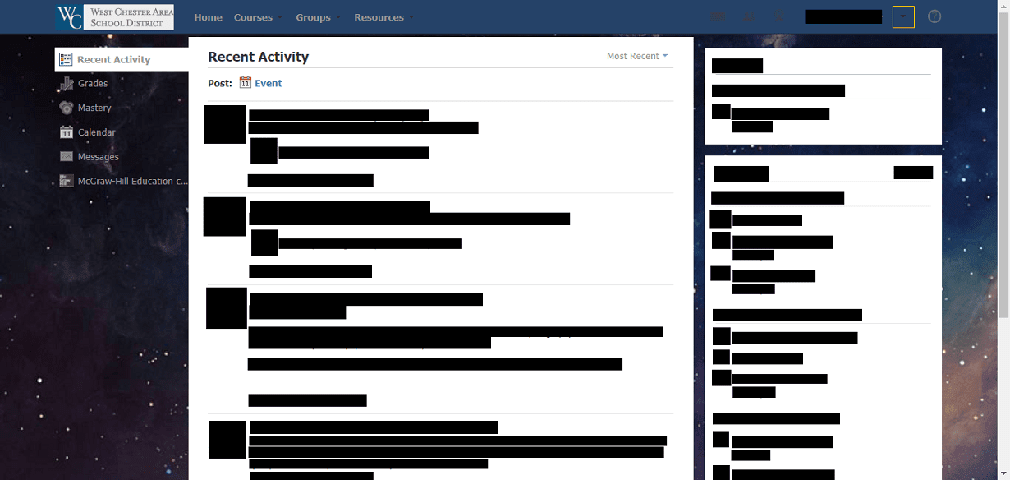 WEST CHESTER AREA
SCHOOL DISTRICT
WC
Home Courses Groups Resources
Recent Activity
Grades
Mastery
Calendar
Messages
McGraw-Hill Education c...
Recent Activity
Most Recent
Post: 11 Event